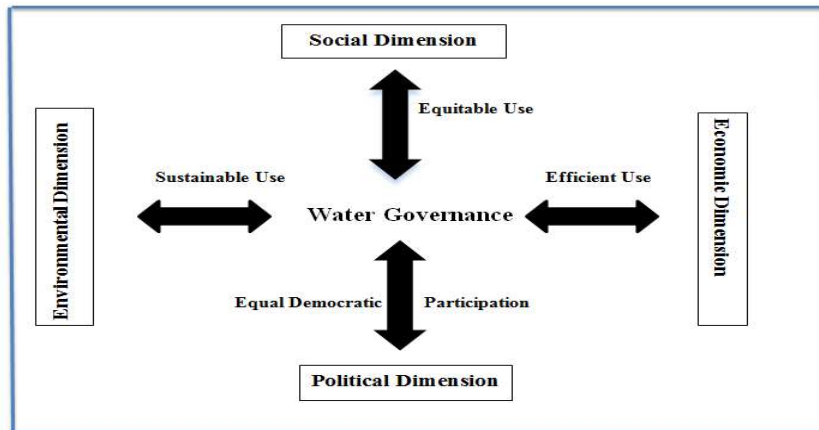 Social Dimension
Equitable Use
Environmental Dimension
Sustainable Use
Water Governance
Efficient Use
Economic Dimension
Equal Democratic Participation
Political Dimension